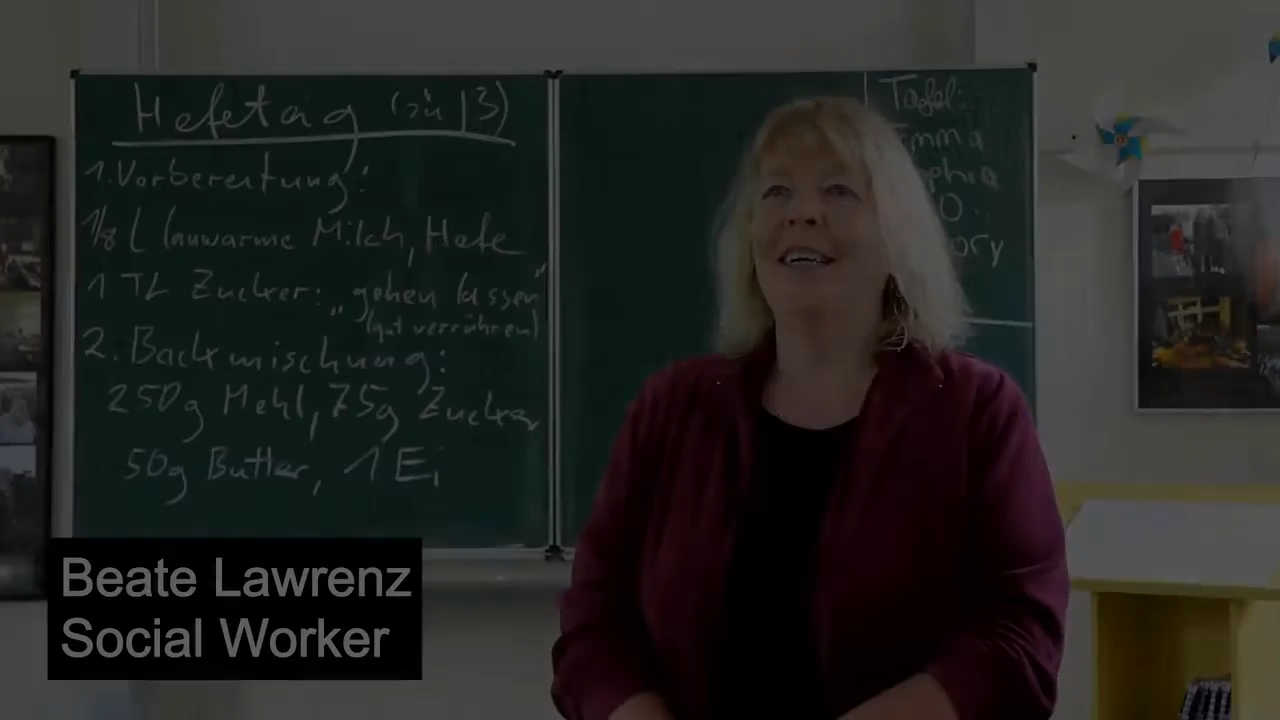 Hefeteig (zu 13)
1. Vorbereitung:
1/8 L lauwarme Milch, Hefe
1 TL Zucker: "gehen lassen"
(gut verrühren)
2. Backmischung:
250g Mehl, 75g Zucker
50g Butter, 1 Ei
Tafel:
Emma
Beate Lawrenz
Social Worker